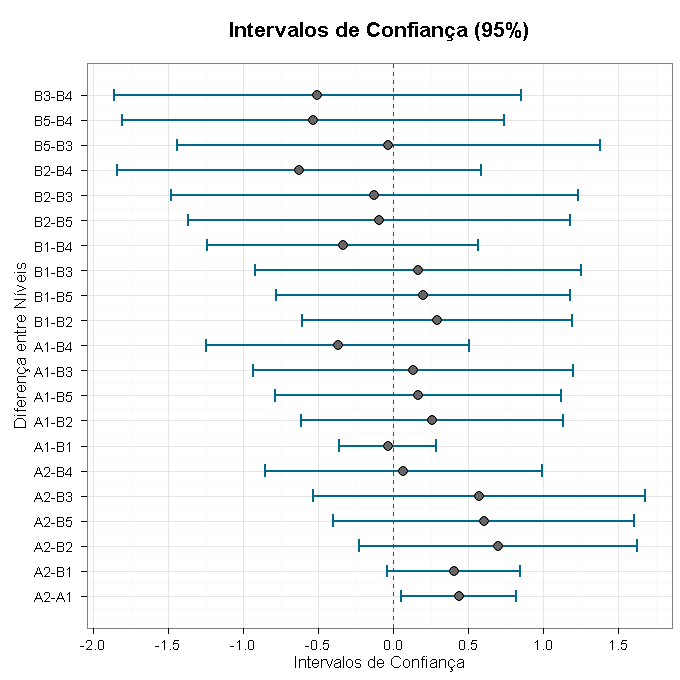 Intervalos de Confiança (95%)
Diferença entre Níveis
B3-B4
B5-B4
B5-B3
B2-B4
B2-B3
B2-B5
B1-B4
B1-B3
B1-B5
B1-B2
A1-B4
A1-B3
A1-B5
A1-B2
A1-B1
A2-B4
A2-B3
A2-B5
A2-B2
A2-B1
A2-A1
-2.0 -1.5 -1.0 -0.5 0.0 0.5 1.0 1.5
Intervalos de Confiança